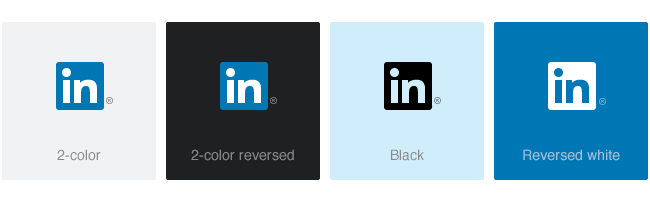 in®
in®
in®
in®
2-color
2-color reversed
Black
Reversed white